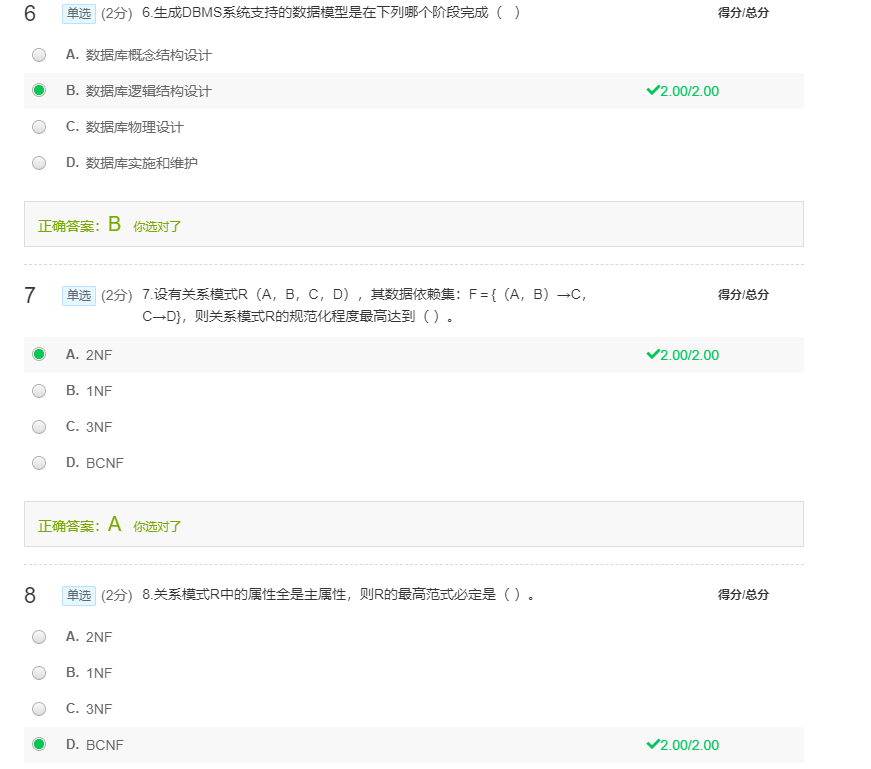 6 单选 (2分) 6.生成DBMS系统支持的数据模型是在下列哪个阶段完成（　） 得分/总分
A. 数据库概念结构设计
B. 数据库逻辑结构设计 2.00/2.00
C. 数据库物理设计
D. 数据库实施和维护
正确答案：B 你选对了
7 单选 (2分) 7.设有关系模式R（A，B，C，D），其数据依赖集：F＝{（A，B）→C， 得分/总分
C→D}，则关系模式R的规范化程度最高达到（ ）。
A. 2NF 2.00/2.00
B. 1NF
C. 3NF
D. BCNF
正确答案：A 你选对了
8 单选 (2分) 8.关系模式R中的属性全是主属性，则R的最高范式必定是（ ）。 得分/总分
A. 2NF
B. 1NF
C. 3NF
D. BCNF 2.00/2.00